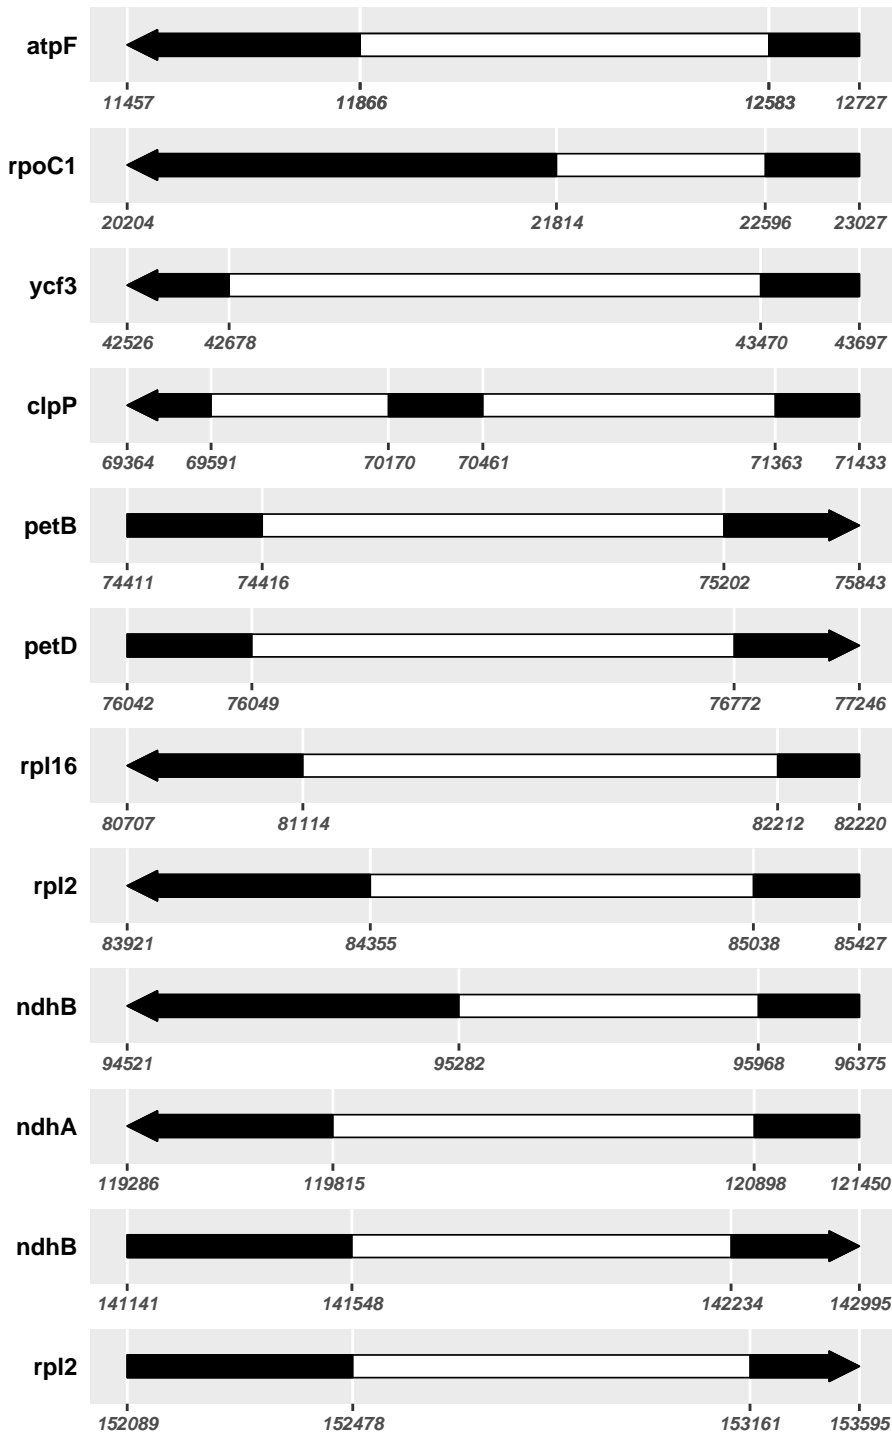 atpF
11457 11866 12583 12727
rpoC1
20204 21814 22596 23027
ycf3
42526 42678 43470 43697
clpP
69364 69591 70170 70461 71363 71433
petB
74411 74416 75202 75843
petD
76042 76049 76772 77246
rpl16
80707 81114 82212 82220
rpl2
83921 84355 85038 85427
ndhB
94521 95282 95968 96375
ndhA
119286 119815 120898 121450
ndhB
141141 141548 142234 142995
rpl2
152089 152478 153161 153595